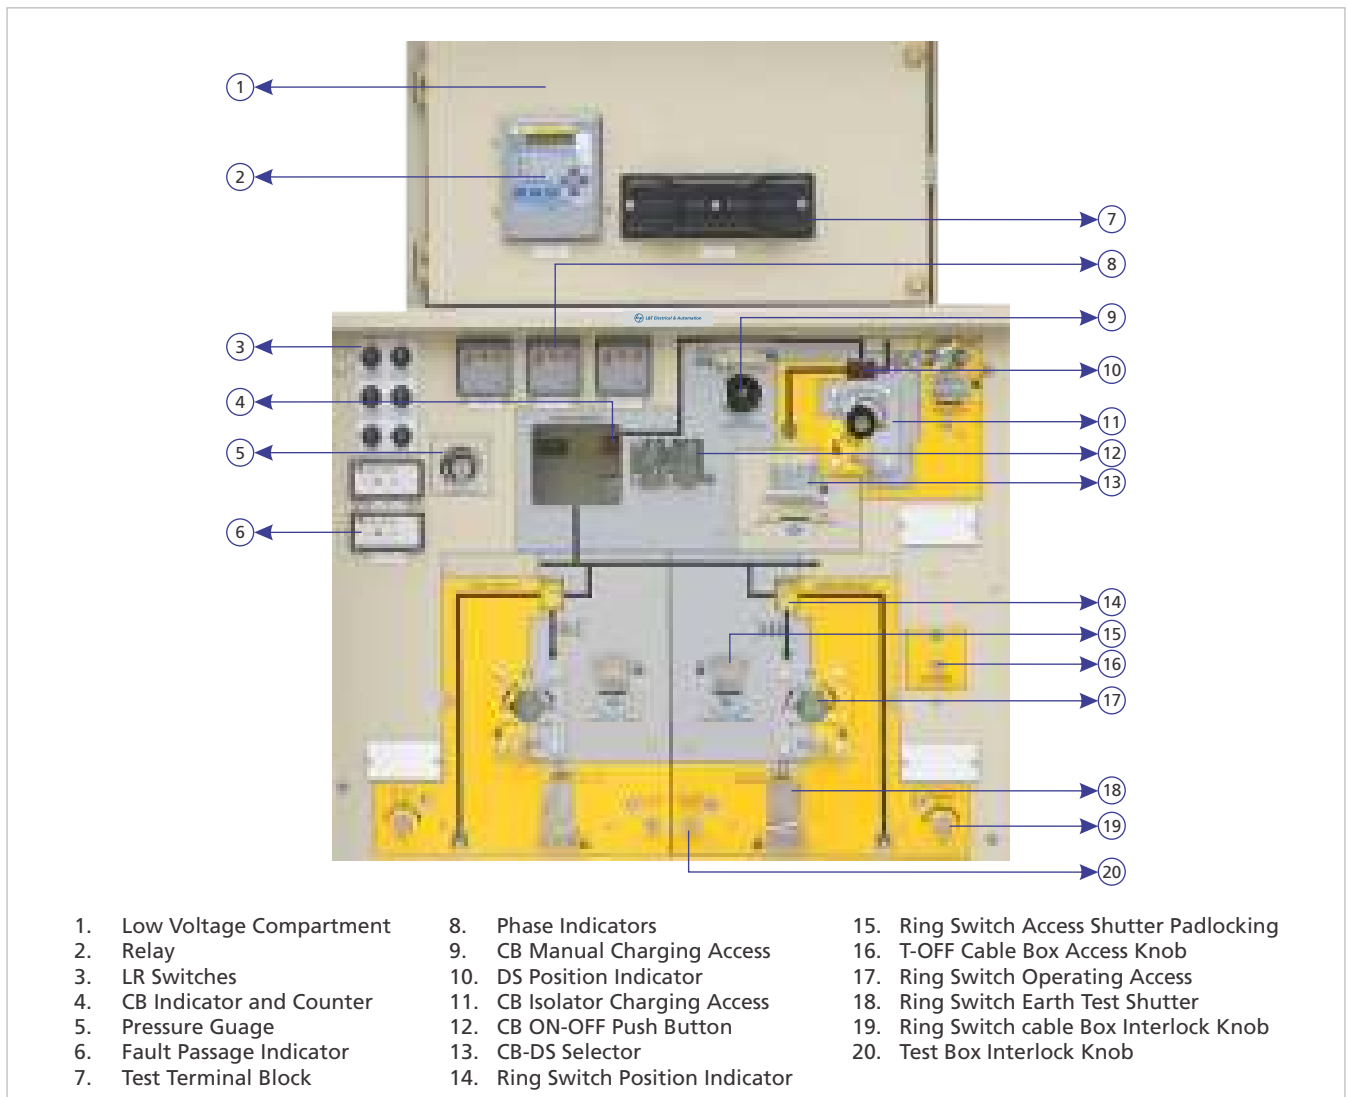 1
2
7
8
L&T Electrical & Automation
9
3
10
4
11
5
12
13
6
14
15
16
17
18
19
20
1. Low Voltage Compartment
2. Relay
3. LR Switches
4. CB Indicator and Counter
5. Pressure Guage
6. Fault Passage Indicator
7. Test Terminal Block
8. Phase Indicators
9. CB Manual Charging Access
10. DS Position Indicator
11. CB Isolator Charging Access
12. CB ON-OFF Push Button
13. CB-DS Selector
14. Ring Switch Position Indicator
15. Ring Switch Access Shutter Padlocking
16. T-OFF Cable Box Access Knob
17. Ring Switch Operating Access
18. Ring Switch Earth Test Shutter
19. Ring Switch cable Box Interlock Knob
20. Test Box Interlock Knob